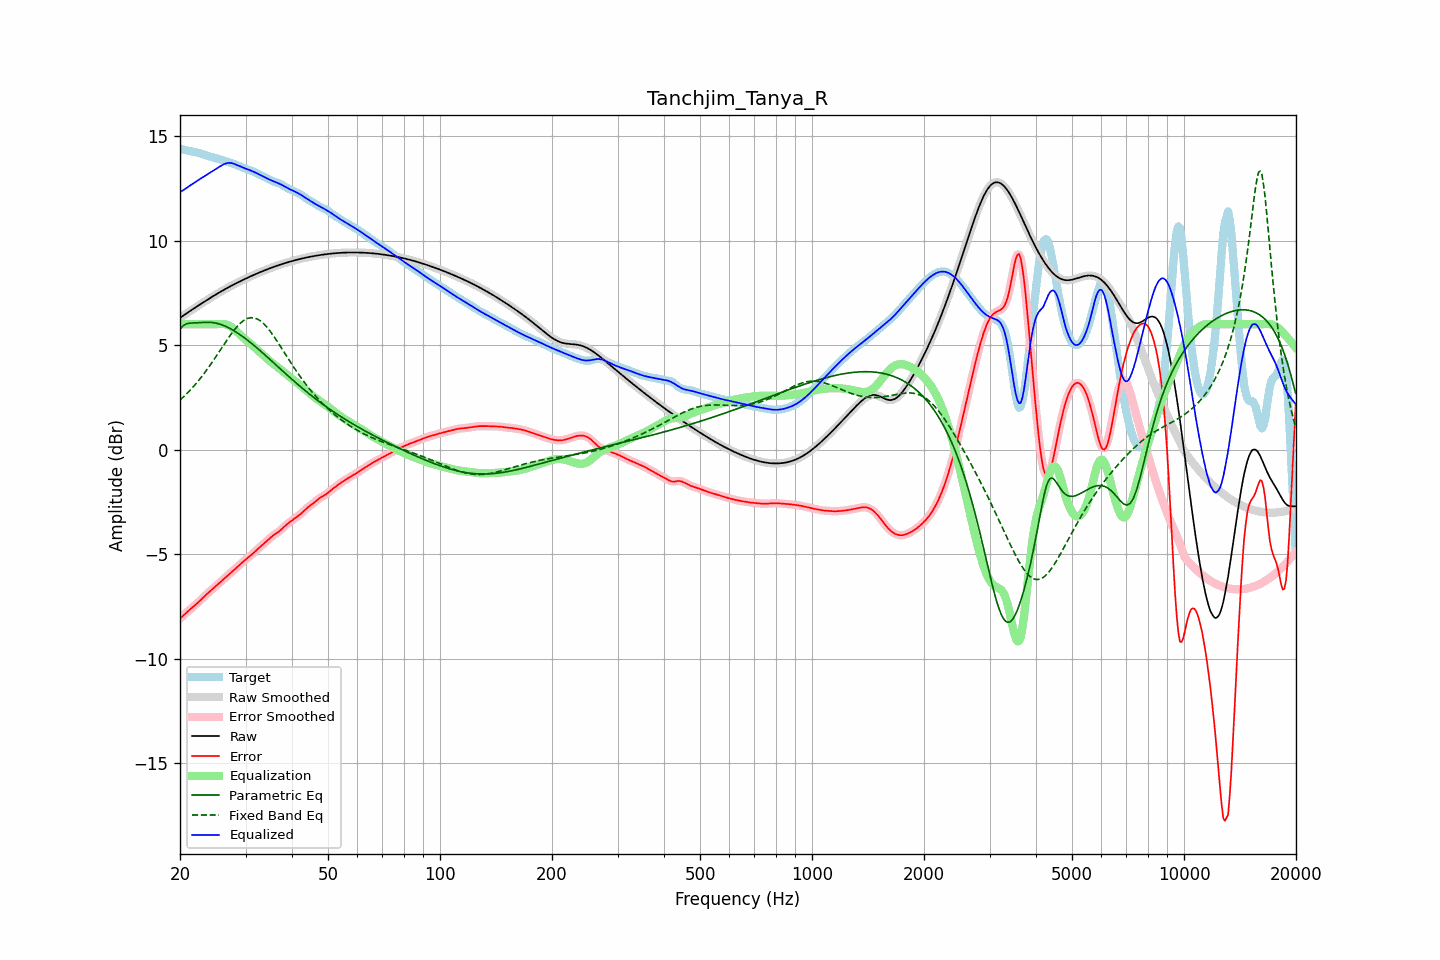 Tanchjim_Tanya_R
Amplitude (dBr)
15
10
5
0
−5
−10
−15
Target
Raw Smoothed
Error Smoothed
Raw
Error
Equalization
Parametric Eq
Fixed Band Eq
Equalized
20 50 100 200 500 1000 2000 5000 10000 20000
Frequency (Hz)